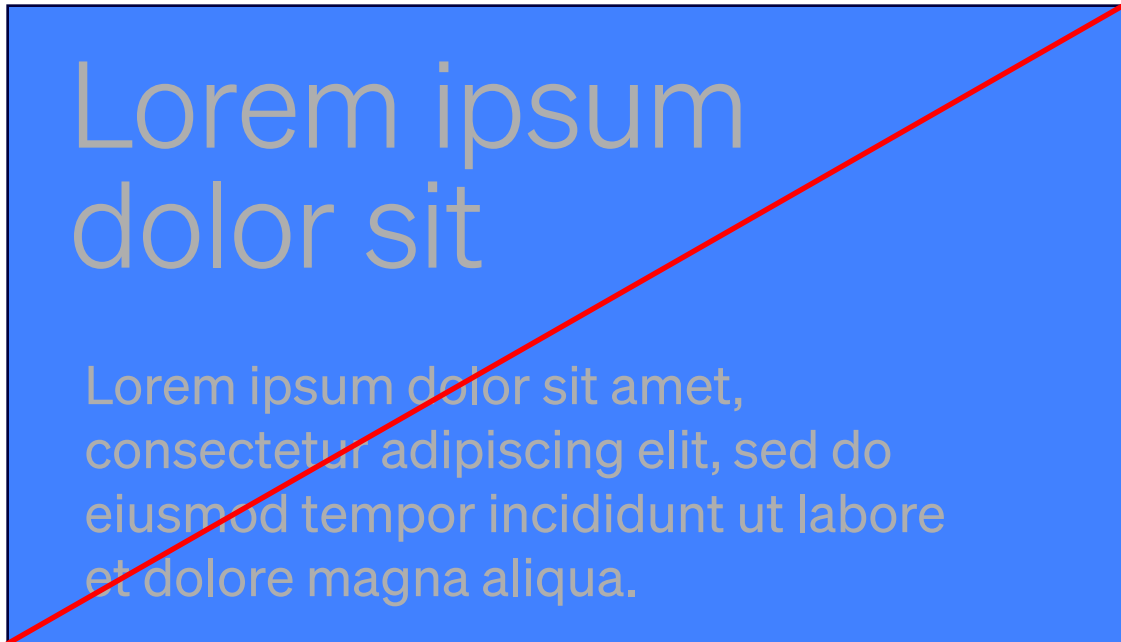 Lorem ipsum
dolor sit
Lorem ipsum dolor sit amet,
consectetur adipiscing elit, sed do
eiusmod tempor incididunt ut labore
et dolore magna aliqua.